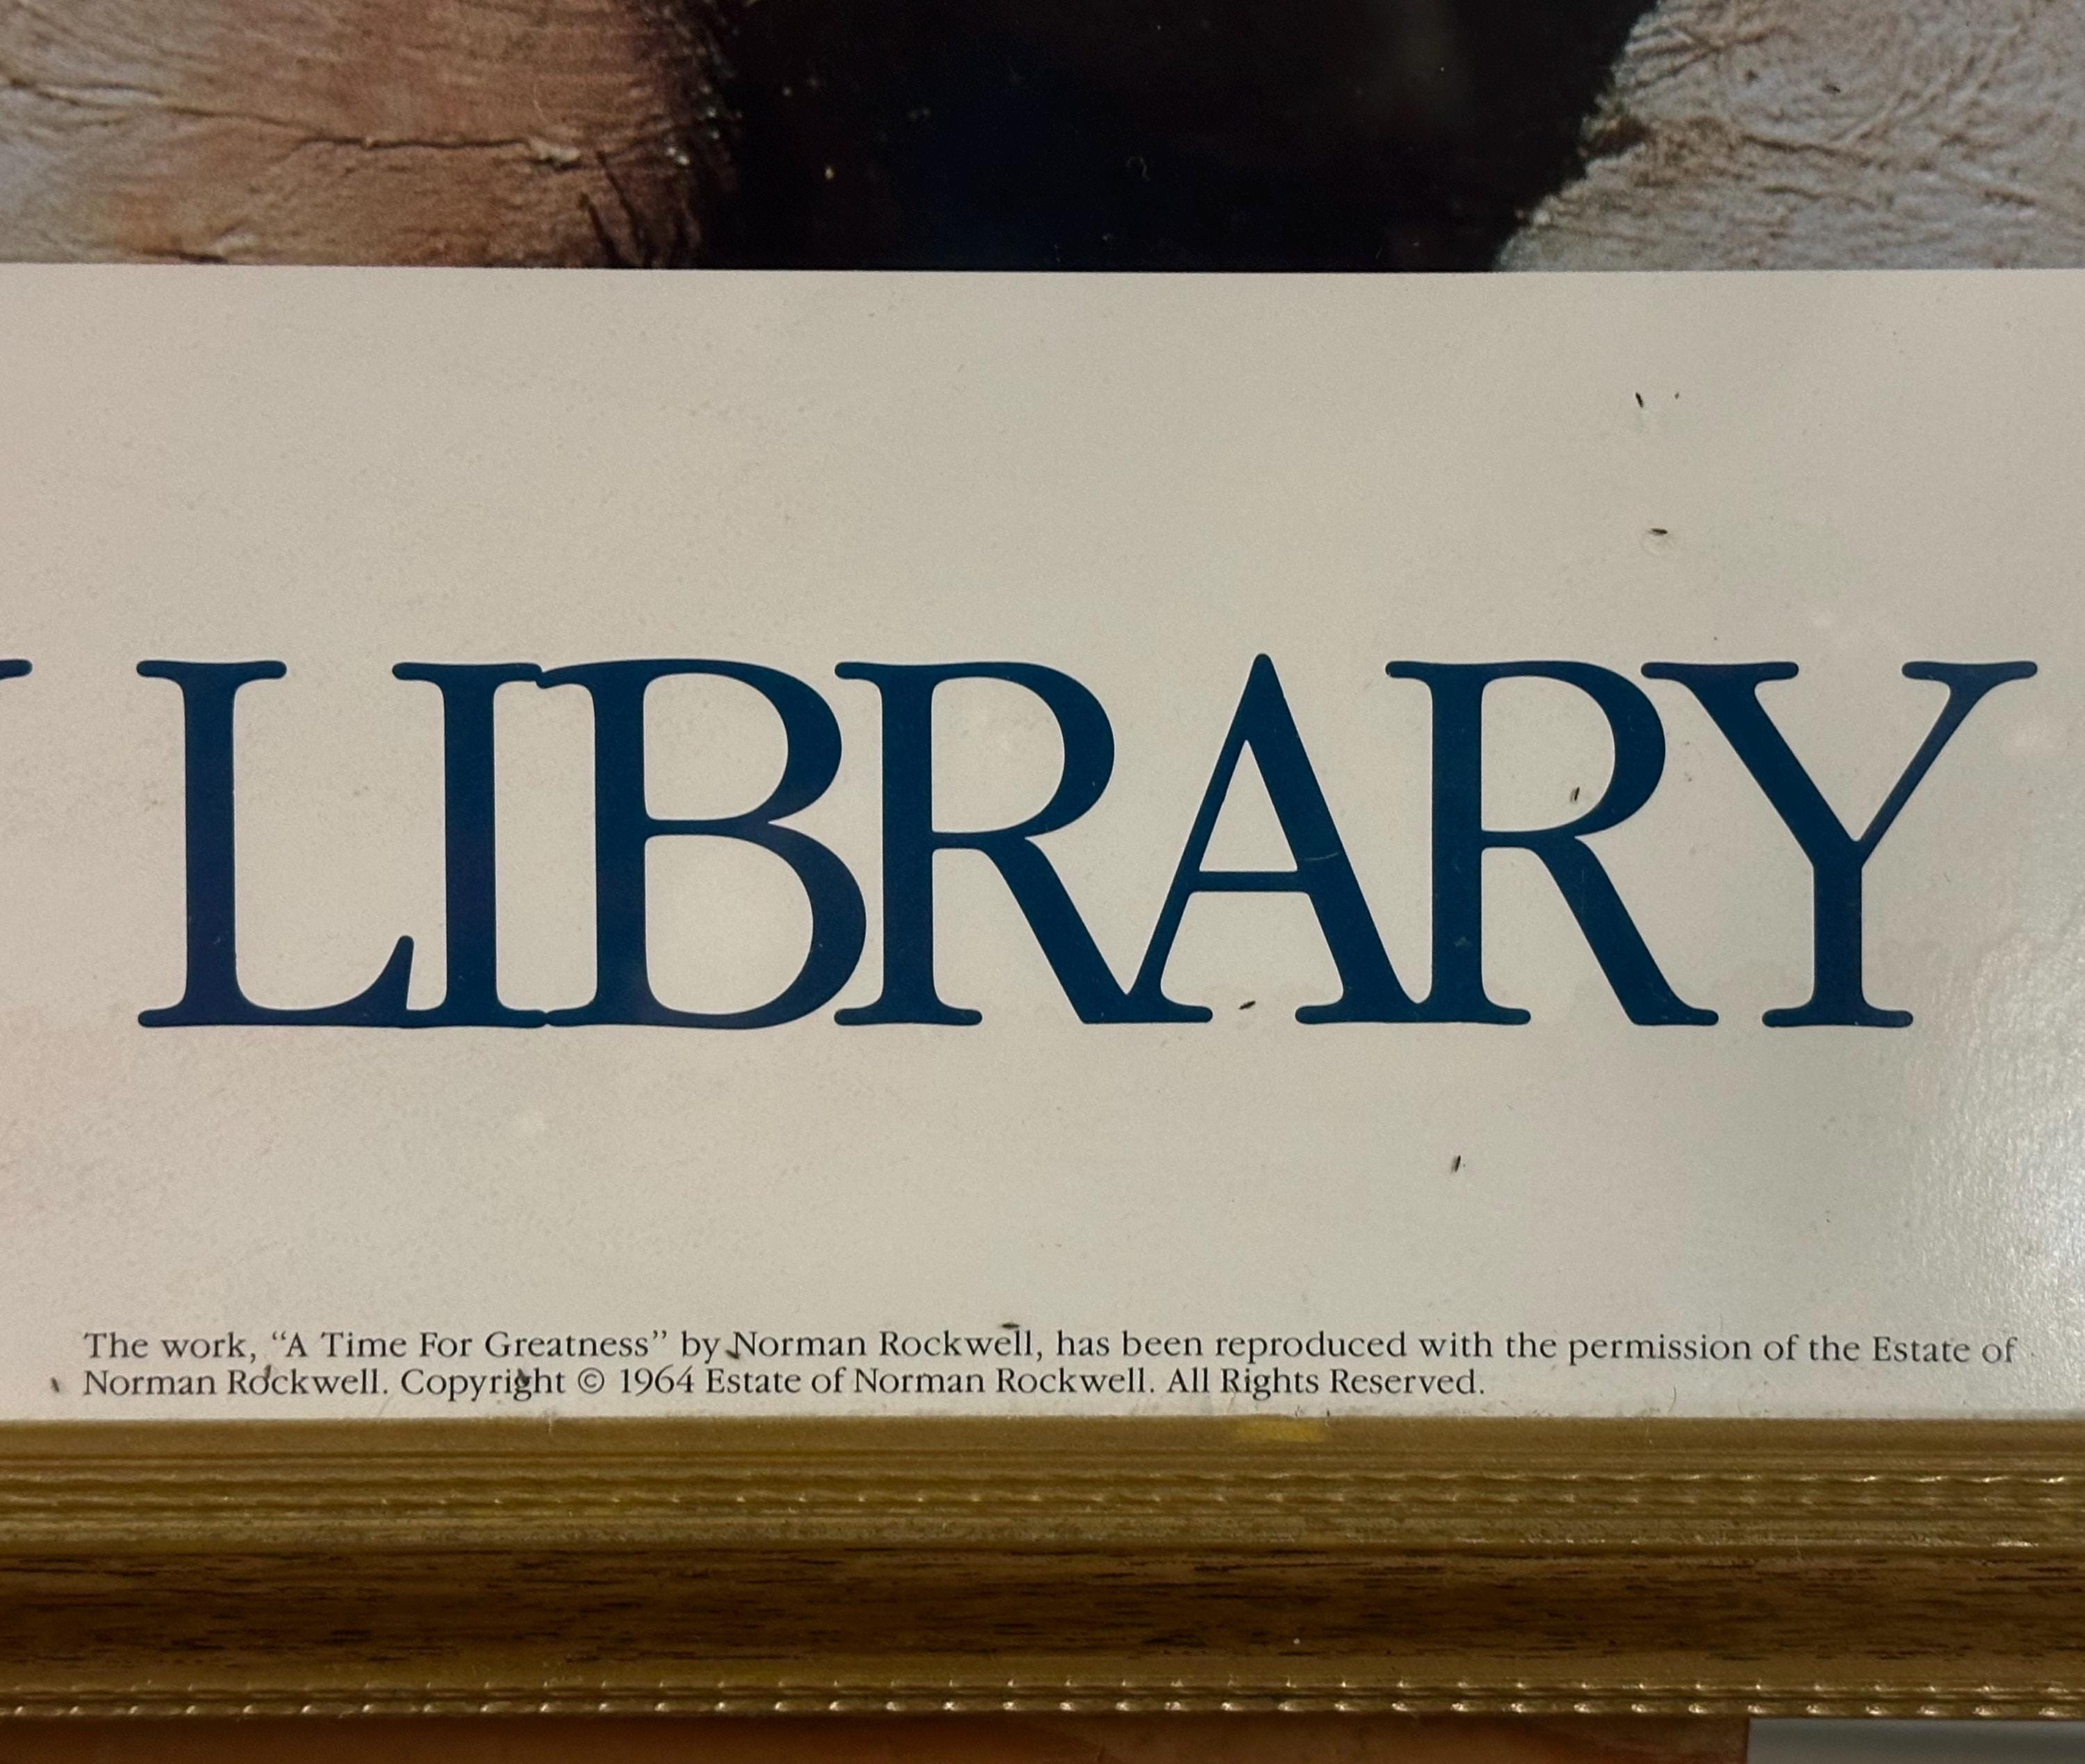 LIBRARY
The work, “A Time For Greatness” by Norman Rockwell, has been reproduced with the permission of the Estate of
Norman Rockwell. Copyright © 1964 Estate of Norman Rockwell. All Rights Reserved.